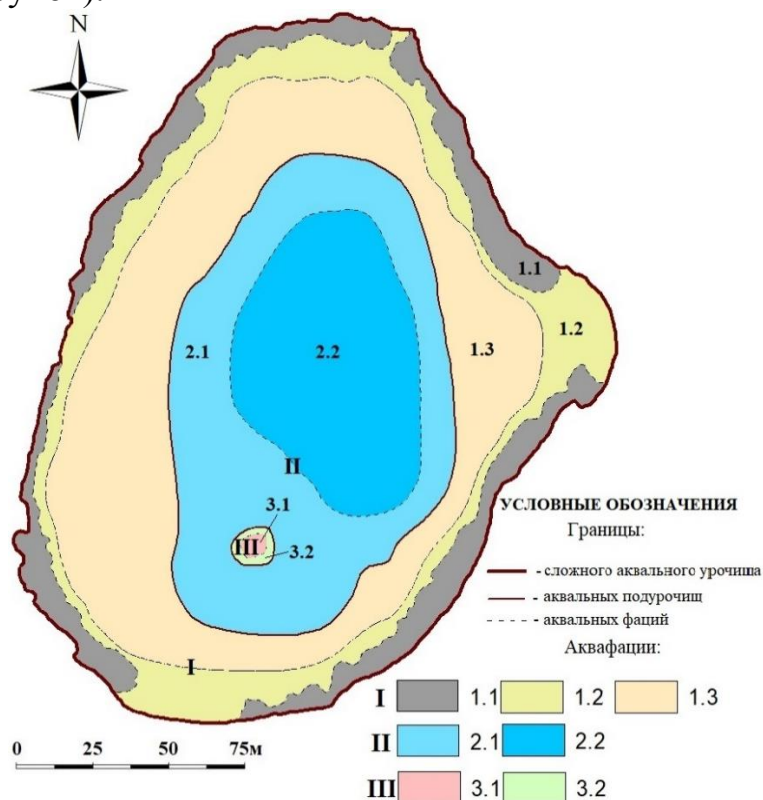 N
1.1
1.2
2.1
2.2
1.3
II
3.1
III
3.2
I
УСЛОВНЫЕ ОБОЗНАЧЕНИЯ
Границы:
- сложного аквального урочища
- аквальных подурочищ
- аквальных фаций
Аквафации:
I 1.1 1.2 1.3
II 2.1 2.2
III 3.1 3.2
0 25 50 75м